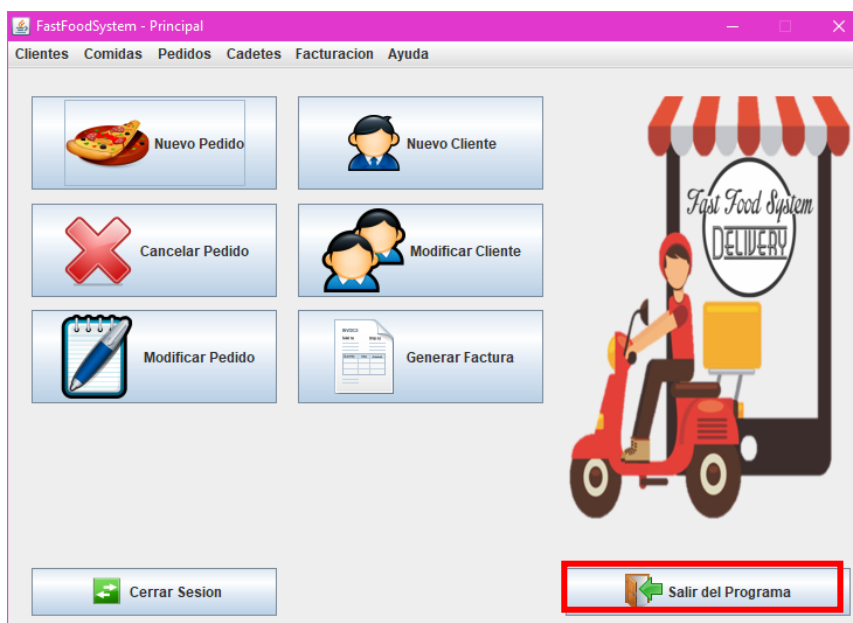 FastFoodSystem - Principal
Clientes Comidas Pedidos Cadetes Facturacion Ayuda
Nuevo Pedido
Nuevo Cliente
Cancelar Pedido
Modificar Cliente
Modificar Pedido
INVOICE
Generar Factura
Fast Food System
DELIVERY
Cerrar Sesion
Salir del Programa